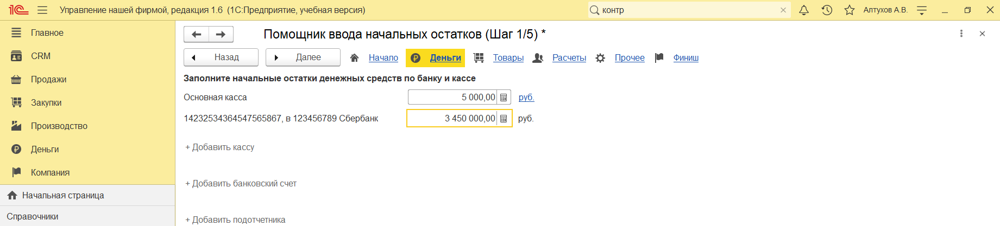 1С Управление нашей фирмой, редакция 1.6 (1С:Предприятие, учебная версия) контр Алтухов А.В.
Главное
CRM
Продажи
Закупки
Производство
Деньги
Компания
Начальная страница
Справочники
Помощник ввода начальных остатков (Шаг 1/5) *
Назад Далее Начало Деньги Товары Расчеты Прочее Финиш
Заполните начальные остатки денежных средств по банку и кассе
Основная касса 5 000,00 руб.
14232534364547565867, в 123456789 Сбербанк 3 450 000,00 руб.
+ Добавить кассу
+ Добавить банковский счет
+ Добавить подотчетника